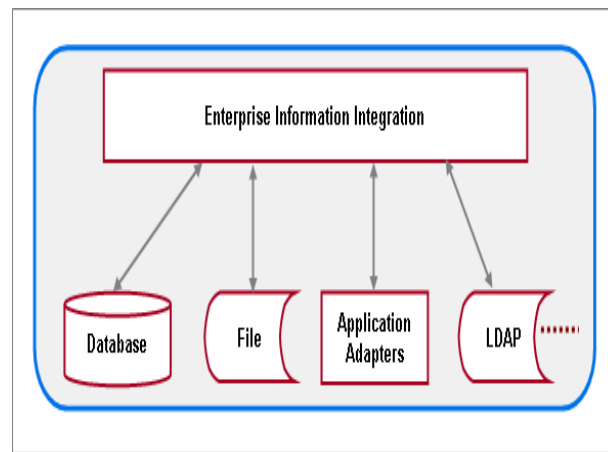 Enterprise Information Integration
Database
File
Application
Adapters
LDAP